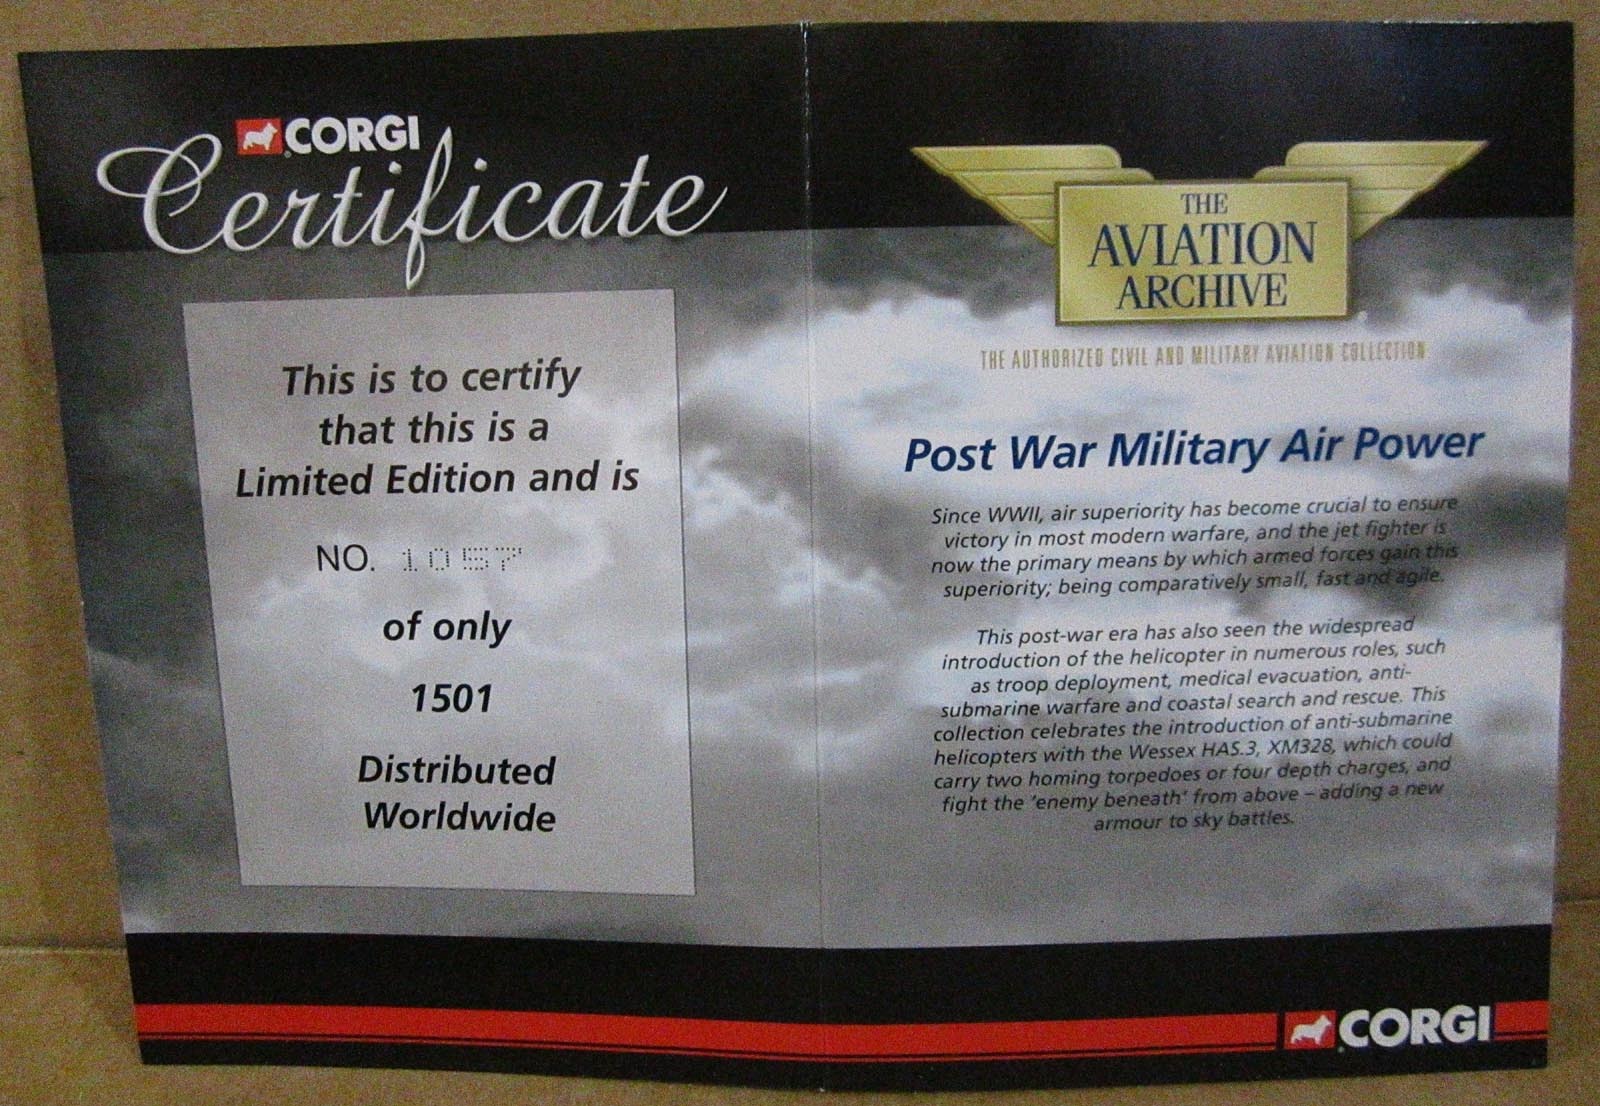 CORGI
Certificate
This is to certify
that this is a
Limited Edition and is
NO. 1057
of only
1501
Distributed
Worldwide
THE
AVIATION
ARCHIVE
THE AUTHORIZED CIVIL AND MILITARY AVIATION COLLECTION
Post War Military Air Power
Since WWII, air superiority has become crucial to ensure
victory in most modern warfare, and the jet fighter is
now the primary means by which armed forces gain this
superiority; being comparatively small, fast and agile.
This post-war era has also seen the widespread
introduction of the helicopter in numerous roles, such
as troop deployment, medical evacuation, anti-
submarine warfare and coastal search and rescue. This
collection celebrates the introduction of anti-submarine
helicopters with the Wessex HAS.3, XM328, which could
carry two homing torpedoes or four depth charges, and
fight the 'enemy beneath' from above – adding a new
armour to sky battles.
CORGI